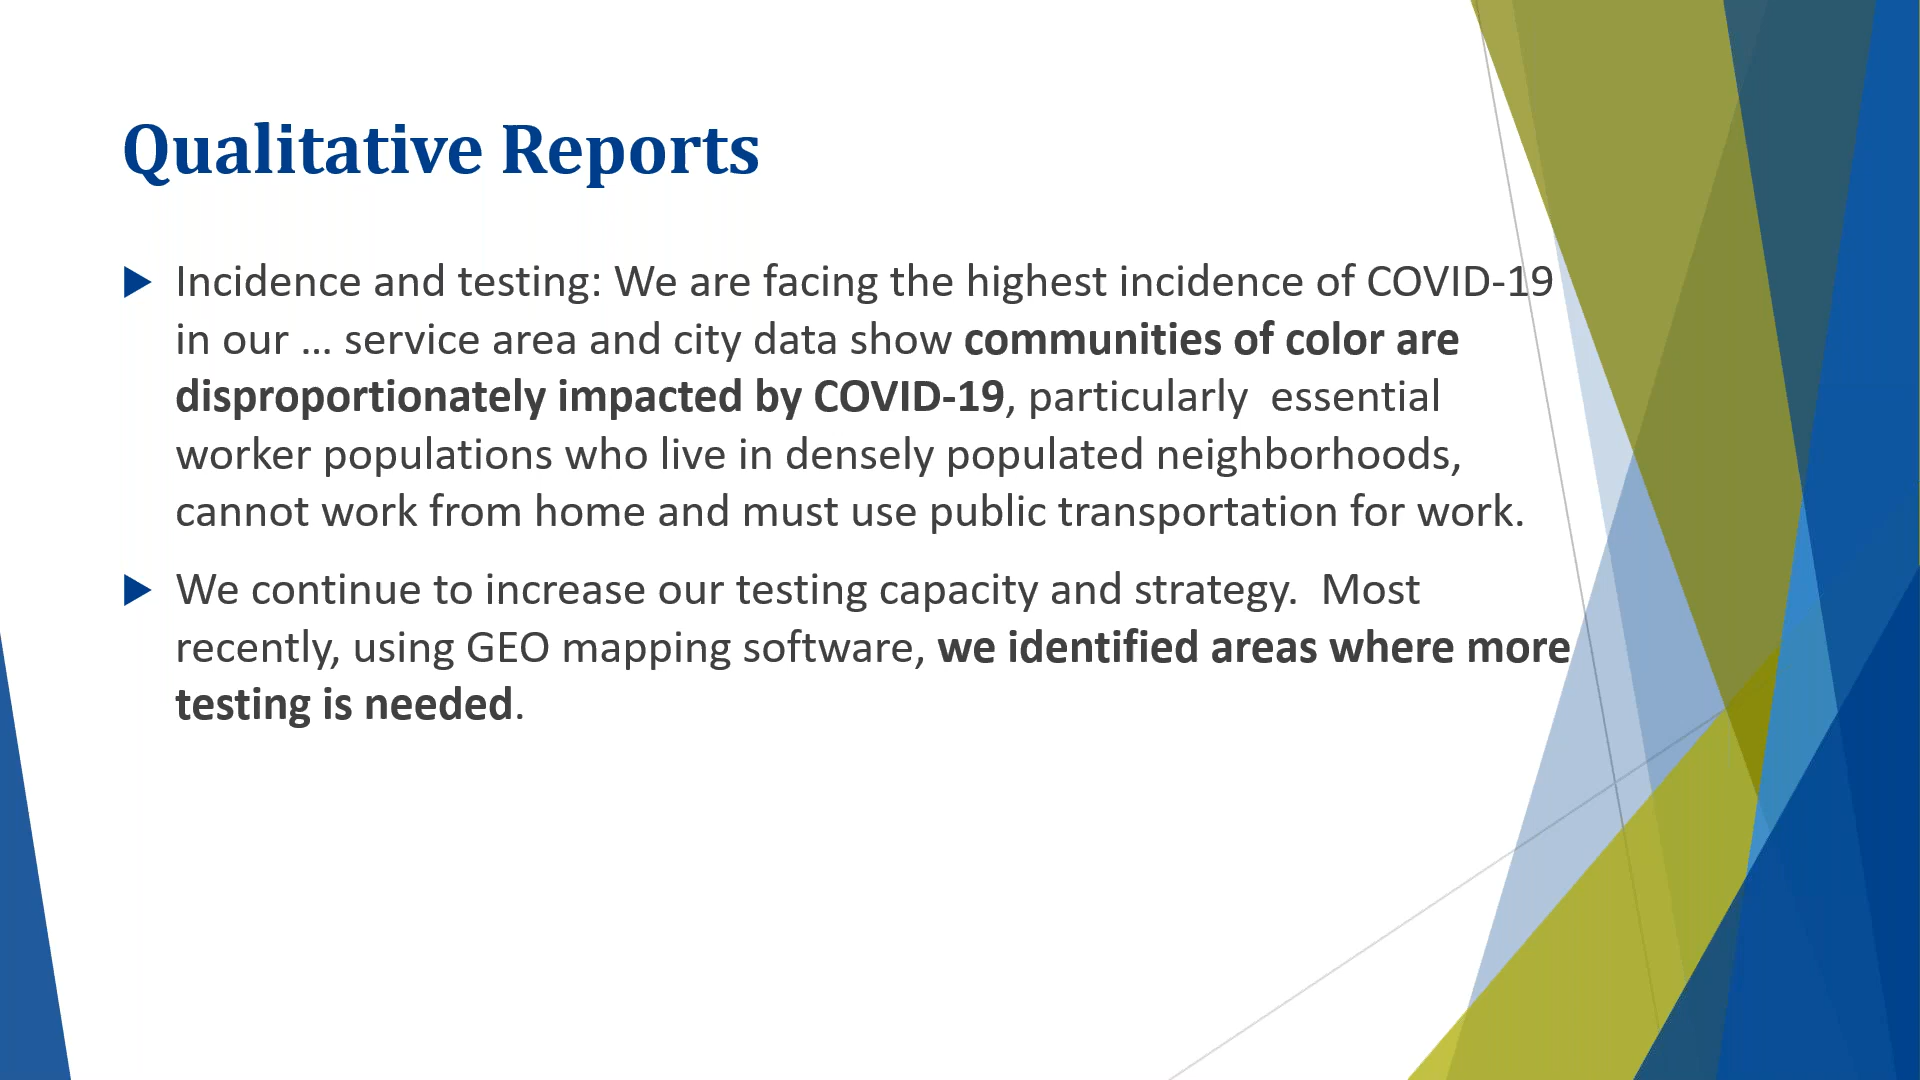 Qualitative Reports
Incidence and testing: We are facing the highest incidence of COVID-19
in our ... service area and city data show communities of color are
disproportionately impacted by COVID-19, particularly  essential
worker populations who live in densely populated neighborhoods,
cannot work from home and must use public transportation for work.
We continue to increase our testing capacity and strategy.  Most
recently, using GEO mapping software, we identified areas where more
testing is needed.